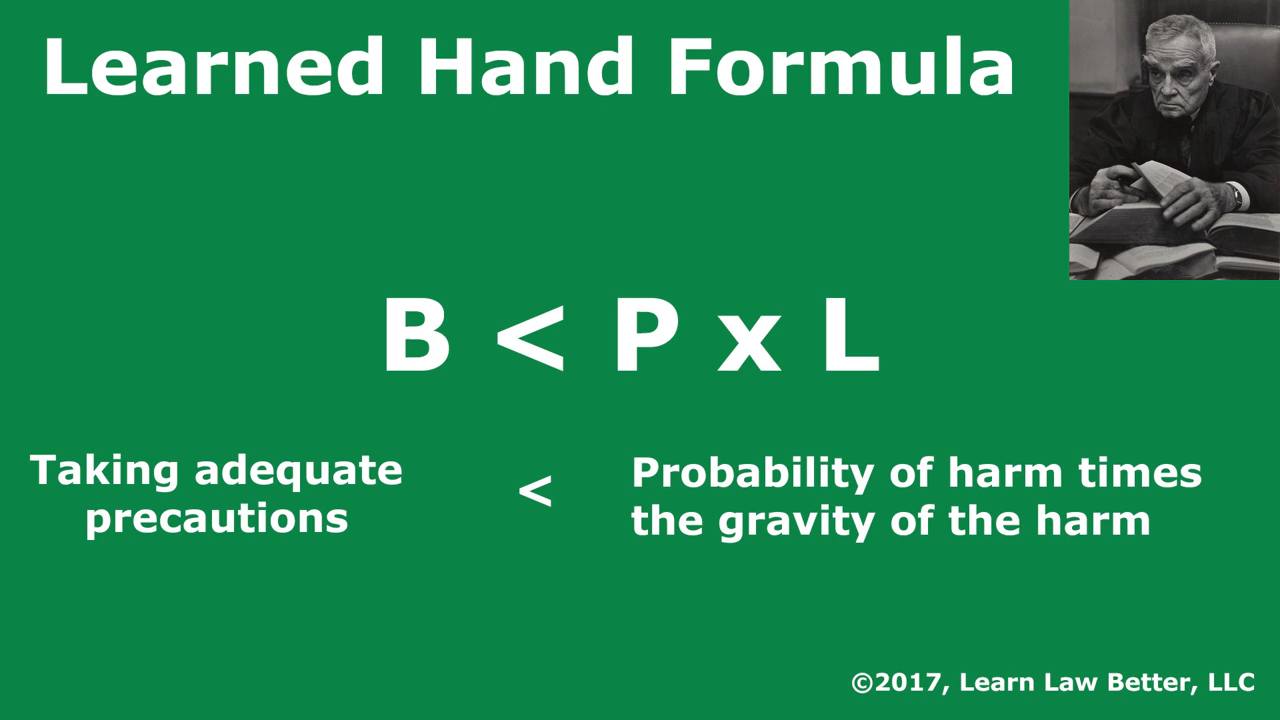 Learned Hand Formula
B < P x L
Taking adequate
precautions
<
Probability of harm times
the gravity of the harm
©2017, Learn Law Better, LLC